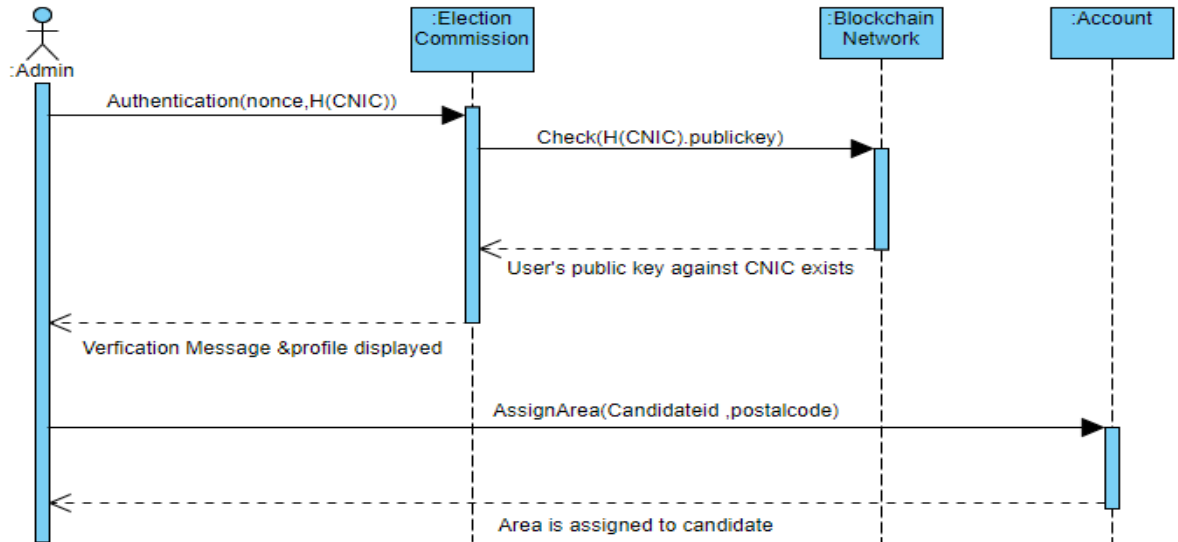 :Election
Commission
:Blockchain
Network
:Account
:Admin
Authentication(nonce,H(CNIC))
Check(H(CNIC).publickey)
User's public key against CNIC exists
Verfication Message &profile displayed
AssignArea(Candidateid ,postalcode)
Area is assigned to candidate